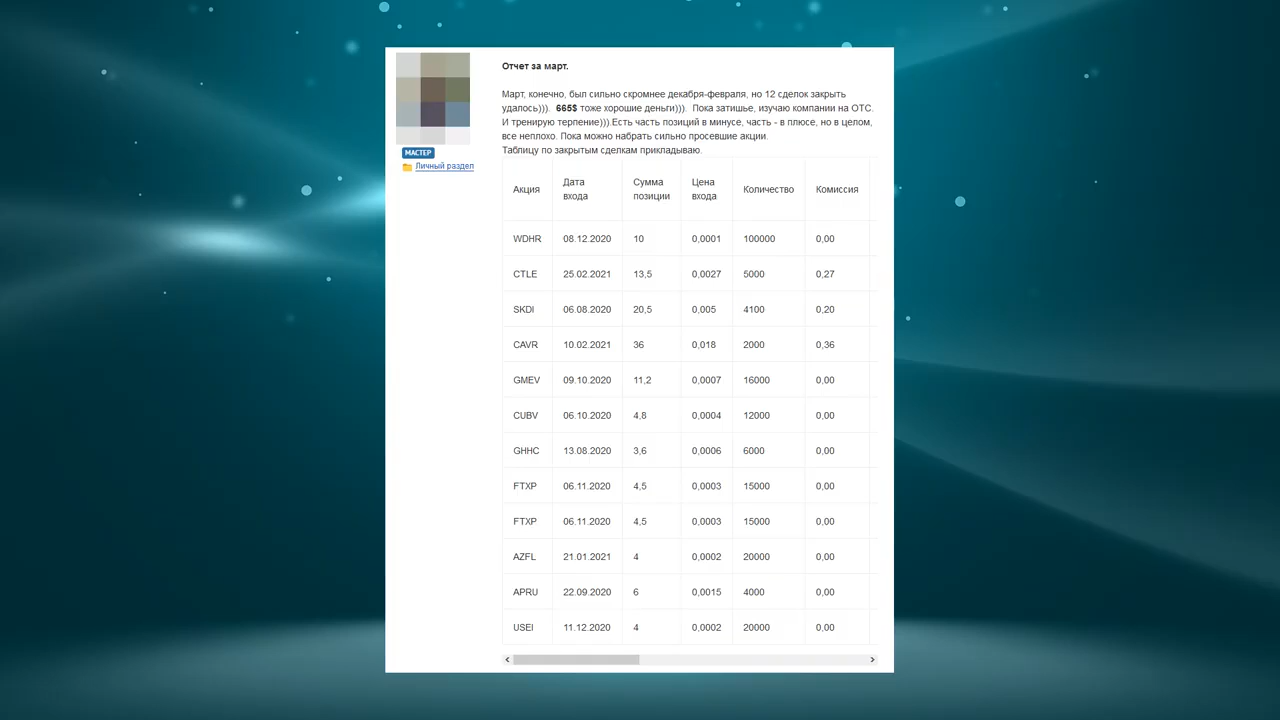 Отчет за март.
Март, конечно, был сильно скромнее декабря-февраля, но 12 сделок закрыть
удалось))). 665$ тоже хорошие деньги))). Пока затишье, изучаю компании на ОТС.
И тренирую терпение))).Есть часть позиций в минусе, часть - в плюсе, но в целом,
все неплохо. Пока можно набрать сильно просевшие акции.
Таблицу по закрытым сделкам прикладываю.
МАСТЕР
Личный раздел
Акция Дата входа Сумма позиции Цена входа Количество Комиссия
WDHR 08.12.2020 10 0,0001 100000 0,00
CTLE 25.02.2021 13,5 0,0027 5000 0,27
SKDI 06.08.2020 20,5 0,005 4100 0,20
CAVR 10.02.2021 36 0,018 2000 0,36
GMEV 09.10.2020 11,2 0,0007 16000 0,00
CUBV 06.10.2020 4,8 0,0004 12000 0,00
GHHC 13.08.2020 3,6 0,0006 6000 0,00
FTXP 06.11.2020 4,5 0,0003 15000 0,00
FTXP 06.11.2020 4,5 0,0003 15000 0,00
AZFL 21.01.2021 4 0,0002 20000 0,00
APRU 22.09.2020 6 0,0015 4000 0,00
USEI 11.12.2020 4 0,0002 20000 0,00